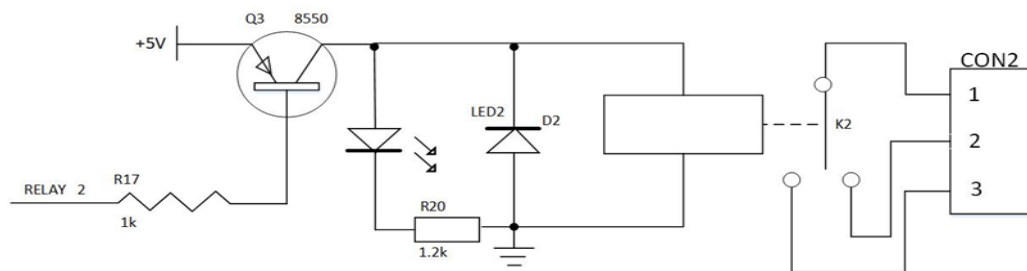 Q3 8550
+5V
CON2
1
LED2 D2
K2
2
RELAY 2 R17
3
1k
R20
1.2k